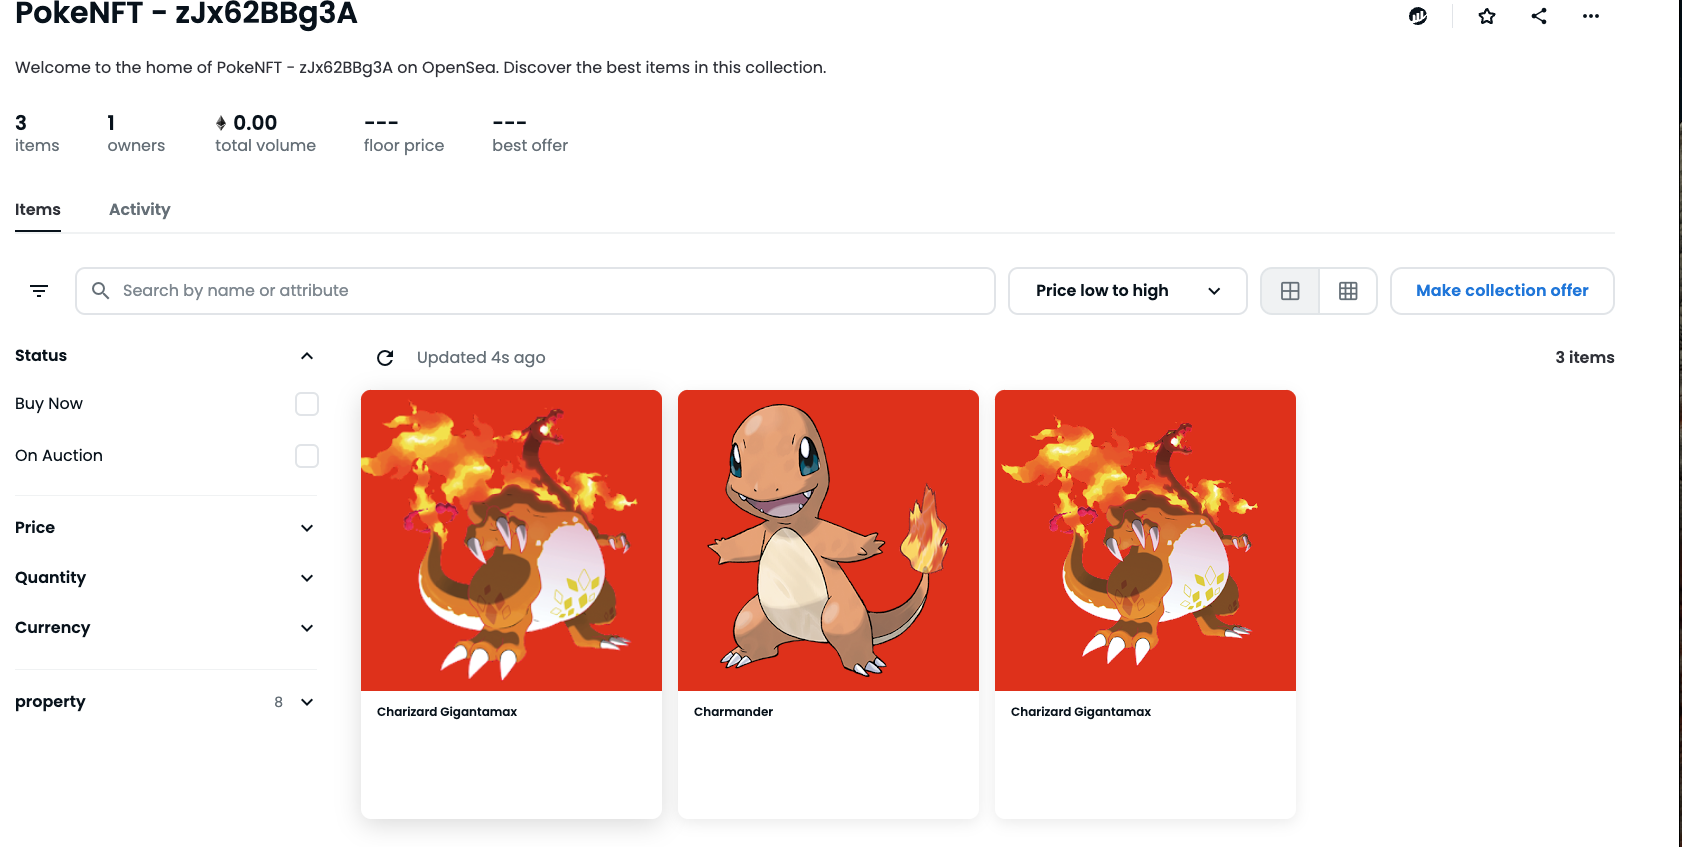 PokeNFT - zJx62BBg3A
Welcome to the home of PokeNFT - zJx62BBg3A on OpenSea. Discover the best items in this collection.
3 1 0.00 --- ---
items owners total volume floor price best offer
Items Activity
Search by name or attribute Price low to high Make collection offer
Status Updated 4s ago 3 items
Buy Now
On Auction
Price
Quantity
Currency
property 8
Charizard Gigantamax Charmander Charizard Gigantamax